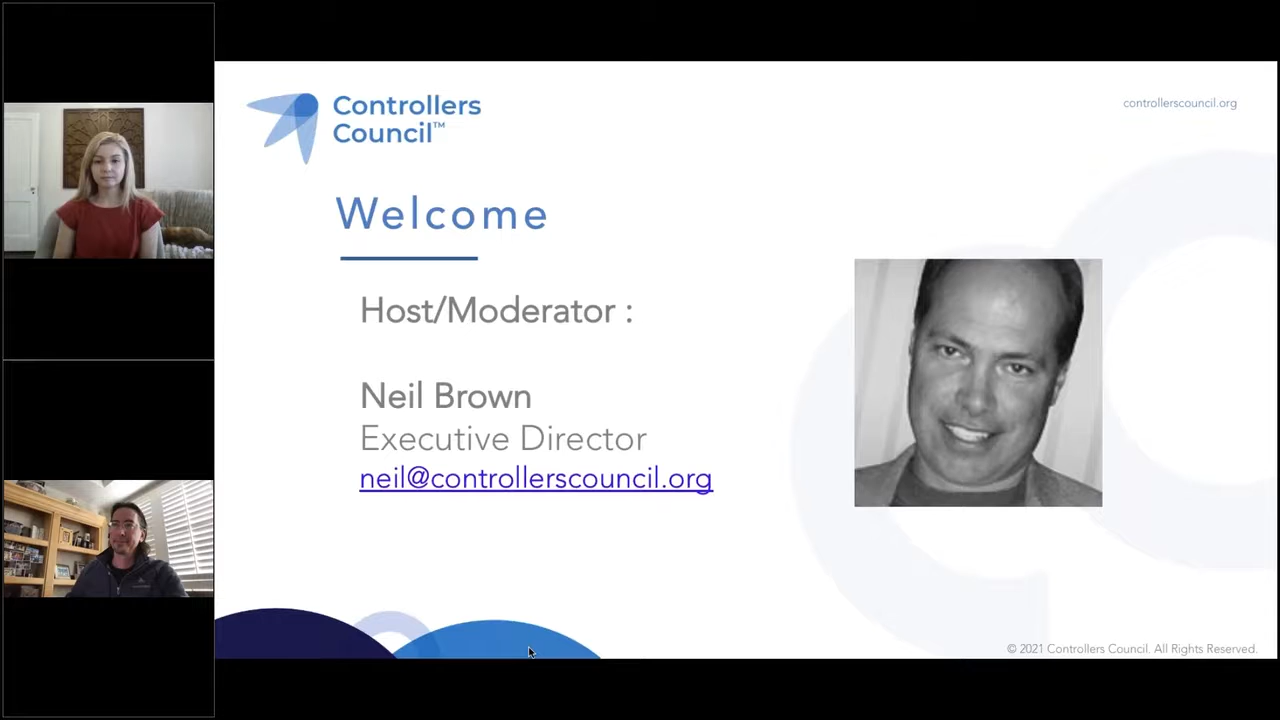 Controllers
Council™
controllerscouncil.org
Welcome
Host/Moderator :
Neil Brown
Executive Director
neil@controllerscouncil.org
© 2021 Controllers Council. All Rights Reserved.